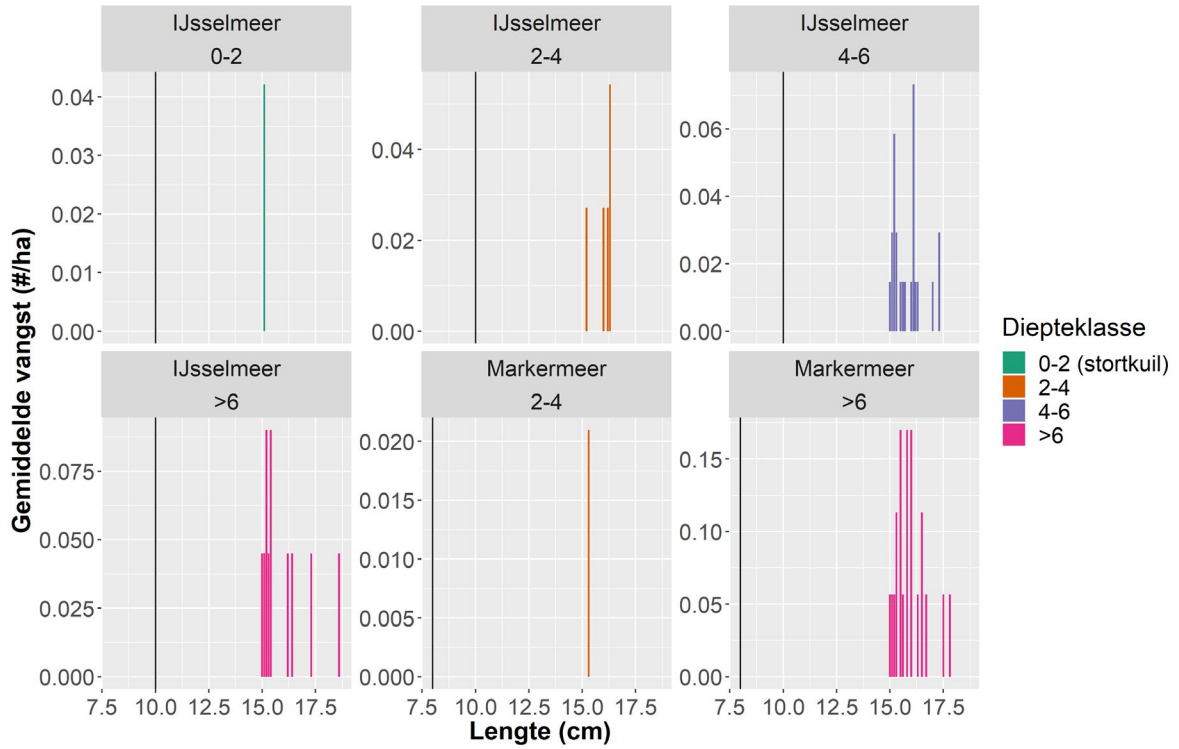 IJsselmeer
0-2
IJsselmeer
2-4
IJsselmeer
4-6
0.04
0.03
0.02
0.01
0.00
0.04
0.02
0.00
0.06
0.04
0.02
0.00
IJsselmeer
>6
Markermeer
2-4
Markermeer
>6
0.075
0.050
0.025
0.000
0.020
0.015
0.010
0.005
0.000
0.15
0.10
0.05
0.00
7.5 10.0 12.5 15.0 17.5
7.5 10.0 12.5 15.0 17.5
7.5 10.0 12.5 15.0 17.5
Gemiddelde vangst (#/ha)
Lengte (cm)
Diepteklasse
0-2 (stortkuil)
2-4
4-6
>6